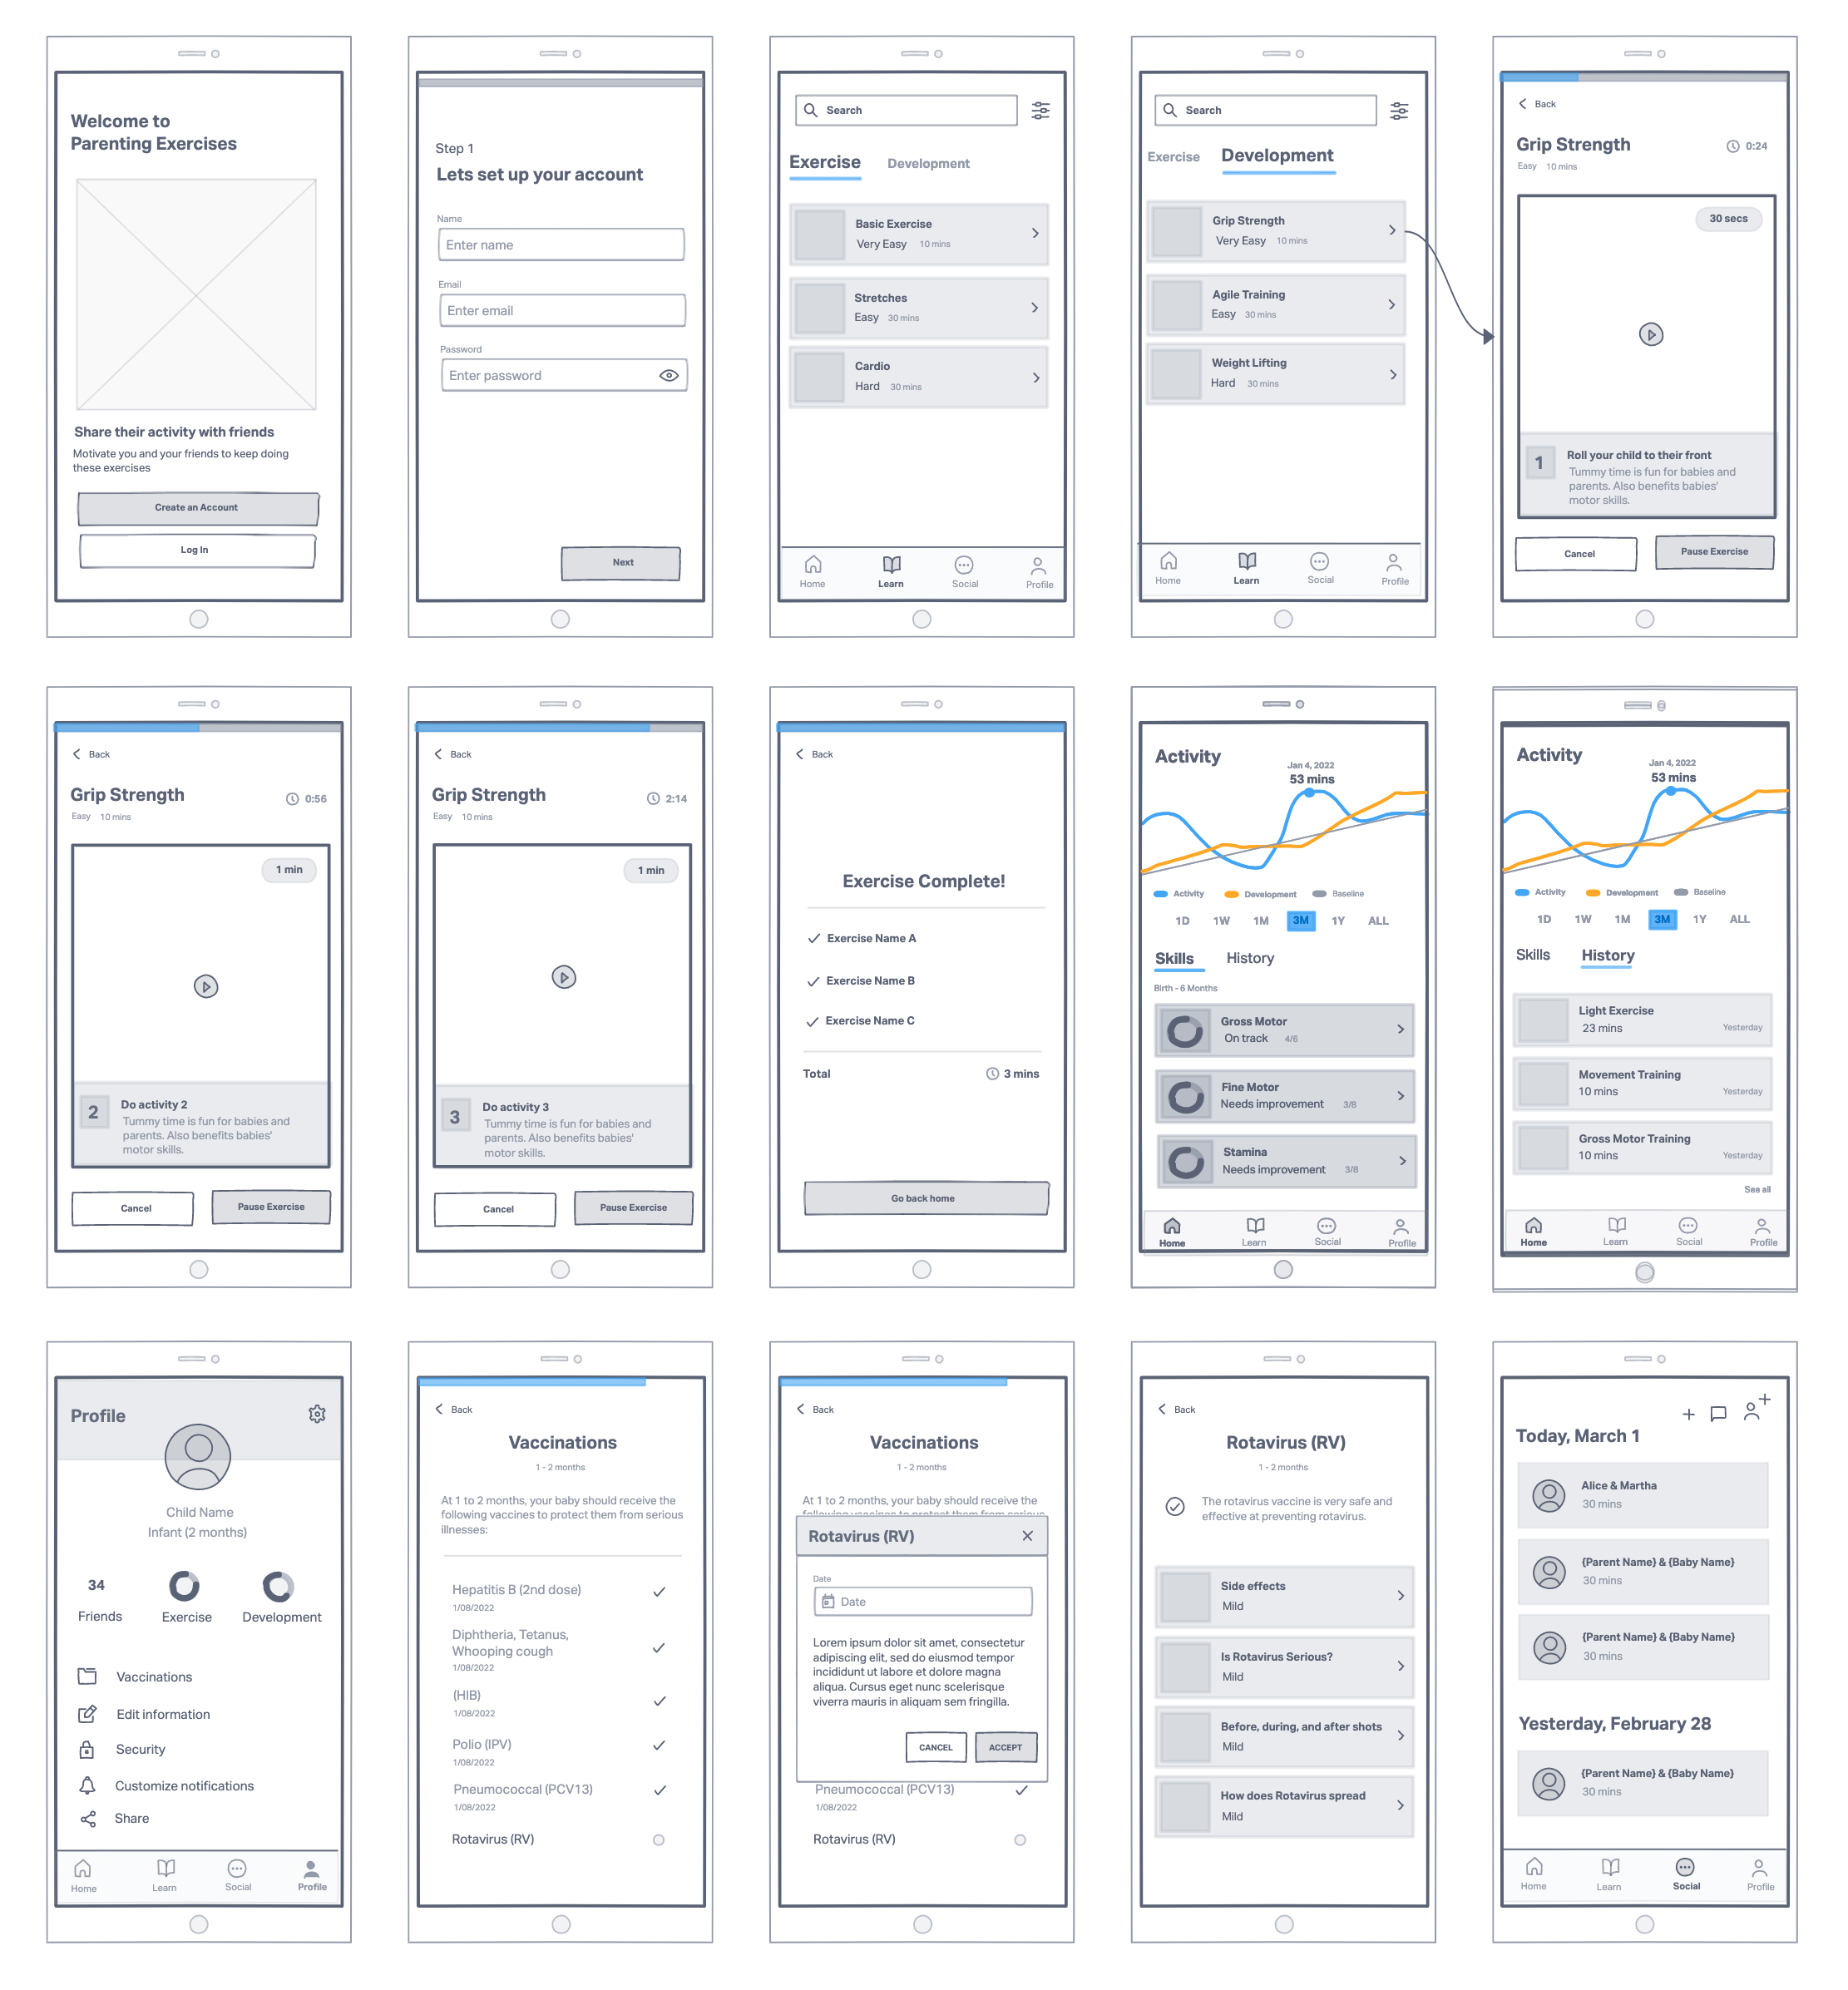 Welcome to
Parenting Exercises
Share their activity with friends
Motivate you and your friends to keep doing
these exercises
Create an Account
Log In
Step 1
Lets set up your account
Name
Enter name
Email
Enter email
Password
Enter password
Next
Search
Exercise Development
Basic Exercise
Very Easy 10 mins
Stretches
Easy 30 mins
Cardio
Hard 30 mins
Home Learn Social Profile
Search
Exercise Development
Grip Strength
Very Easy 10 mins
Agile Training
Easy 30 mins
Weight Lifting
Hard 30 mins
Home Learn Social Profile
Back
Grip Strength 0:24
Easy 10 mins
30 secs
1 Roll your child to their front
Tummy time is fun for babies and
parents. Also benefits babies'
motor skills.
Cancel Pause Exercise
Back
Grip Strength 0:56
Easy 10 mins
1 min
2 Do activity 2
Tummy time is fun for babies and
parents. Also benefits babies'
motor skills.
Cancel Pause Exercise
Back
Grip Strength 2:14
Easy 10 mins
1 min
3 Do activity 3
Tummy time is fun for babies and
parents. Also benefits babies'
motor skills.
Cancel Pause Exercise
Back
Exercise Complete!
Exercise Name A
Exercise Name B
Exercise Name C
Total 3 mins
Go back home
Activity
Jan 4, 2022
53 mins
Activity Development Baseline
1D 1W 1M 3M 1Y ALL
Skills History
Birth - 6 Months
Gross Motor
On track 4/6
Fine Motor
Needs improvement 3/8
Stamina
Needs improvement 3/8
Home Learn Social Profile
Activity
Jan 4, 2022
53 mins
Activity Development Baseline
1D 1W 1M 3M 1Y ALL
Skills History
Light Exercise
23 mins Yesterday
Movement Training
10 mins Yesterday
Gross Motor Training
10 mins Yesterday
See all
Home Learn Social Profile
Profile
Child Name
Infant (2 months)
34
Friends Exercise Development
Vaccinations
Edit information
Security
Customize notifications
Share
Home Learn Social Profile
Back
Vaccinations
1 - 2 months
At 1 to 2 months, your baby should receive the
following vaccines to protect them from serious
illnesses:
Hepatitis B (2nd dose)
1/08/2022
Diphtheria, Tetanus,
Whooping cough
1/08/2022
(HIB)
1/08/2022
Polio (IPV)
1/08/2022
Pneumococcal (PCV13)
1/08/2022
Rotavirus (RV)
Back
Vaccinations
1 - 2 months
At 1 to 2 months, your baby should receive the
following vaccines to protect them from serious
Rotavirus (RV)
Date
Date
Lorem ipsum dolor sit amet, consectetur
adipiscing elit, sed do eiusmod tempor
incididunt ut labore et dolore magna
aliqua. Cursus eget nunc scelerisque
viverra mauris in aliquam sem fringilla.
CANCEL ACCEPT
Pneumococcal (PCV13)
1/08/2022
Rotavirus (RV)
Back
Rotavirus (RV)
1 - 2 months
The rotavirus vaccine is very safe and
effective at preventing rotavirus.
Side effects
Mild
Is Rotavirus Serious?
Mild
Before, during, and after shots
Mild
How does Rotavirus spread
Mild
Today, March 1
Alice & Martha
30 mins
{Parent Name} & {Baby Name}
30 mins
{Parent Name} & {Baby Name}
30 mins
Yesterday, February 28
{Parent Name} & {Baby Name}
30 mins
Home Learn Social Profile